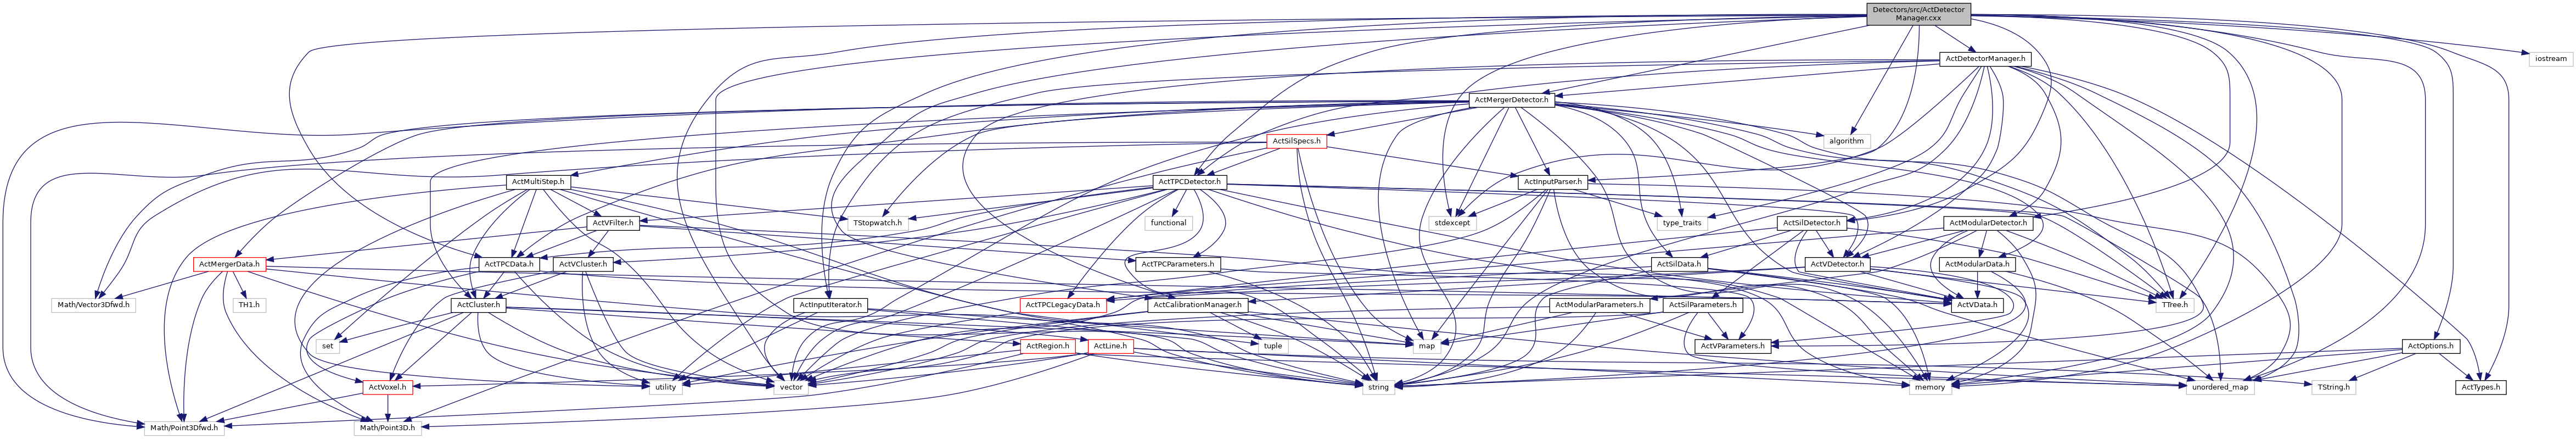 Detectors/src/ActDetector
Manager.cxx
iostream
ActDetectorManager.h
ActMergerDetector.h
algorithm
ActSilSpecs.h
ActMultiStep.h
ActTPCDetector.h
ActInputParser.h
ActVFilter.h
TStopwatch.h
functional
stdexcept
type_traits
ActSilDetector.h
ActModularDetector.h
ActMergerData.h
ActTPCData.h
ActVCluster.h
ActTPCParameters.h
ActSilData.h
ActVDetector.h
ActModularData.h
Math/Vector3Dfwd.h
TH1.h
ActCluster.h
ActInputIterator.h
ActTPCLegacyData.h
ActCalibrationManager.h
ActModularParameters.h
ActSilParameters.h
ActVData.h
TTree.h
set
ActRegion.h
ActLine.h
tuple
map
ActVParameters.h
ActOptions.h
ActVoxel.h
utility
vector
string
memory
unordered_map
TString.h
ActTypes.h
Math/Point3Dfwd.h
Math/Point3D.h